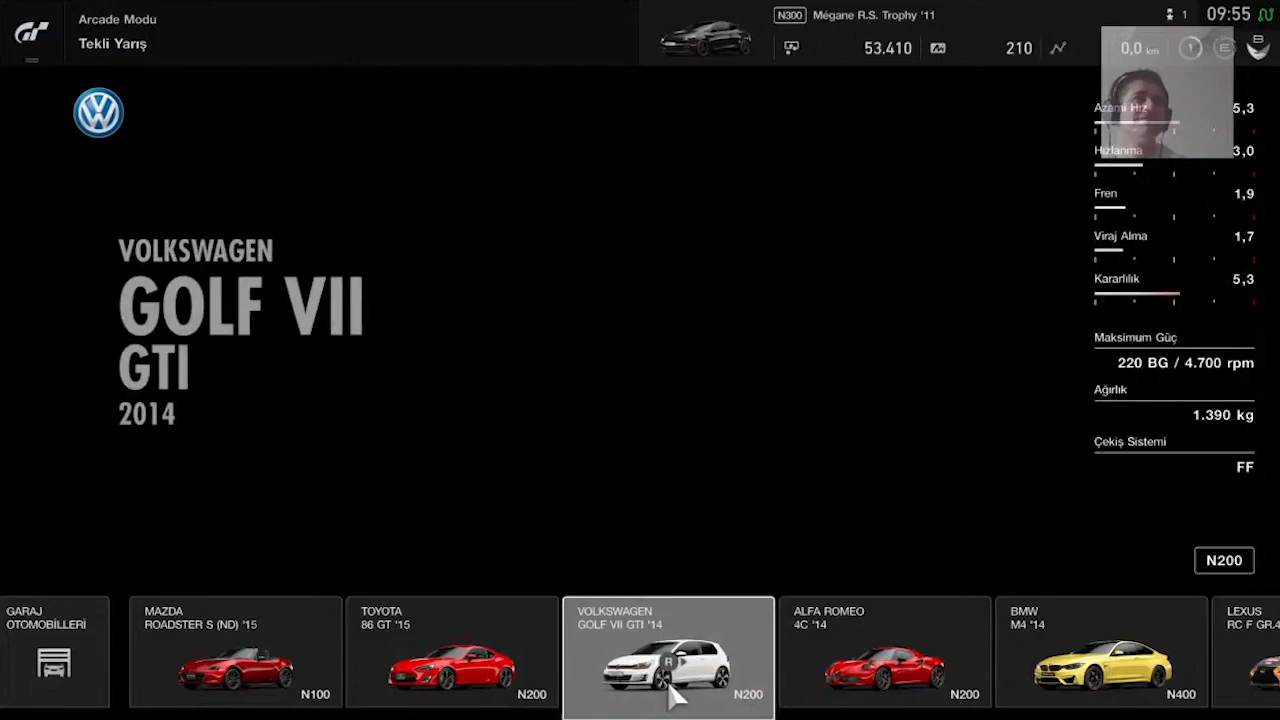 Arcade Modu
Tekli Yarış
N300 Mégane R.S. Trophy '11
53.410
210
0,0 km
1
09:55
E
B
VOLKSWAGEN
GOLF VII
GTI
2014
Azami Hız 5,3
Hızlanma 3,0
Fren 1,9
Viraj Alma 1,7
Kararlılık 5,3
Maksimum Güç
220 BG / 4.700 rpm
Ağırlık
1.390 kg
Çekiş Sistemi
FF
N200
GARAJ
OTOMOBİLLERİ
MAZDA
ROADSTER S (ND) '15
N100
TOYOTA
86 GT '15
N200
VOLKSWAGEN
GOLF VII GTI '14
R
N200
ALFA ROMEO
4C '14
N200
BMW
M4 '14
N400
LEXUS
RC F GR.4